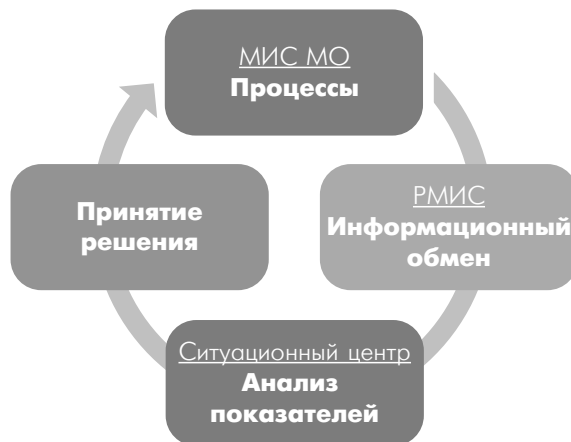 МИС МО
Процессы
РМИС
Информационный
обмен
Ситуационный центр
Анализ
показателей
Принятие
решения